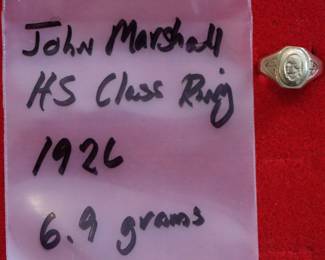 John Marshall
HS Class Ring
1926
6.9 grams